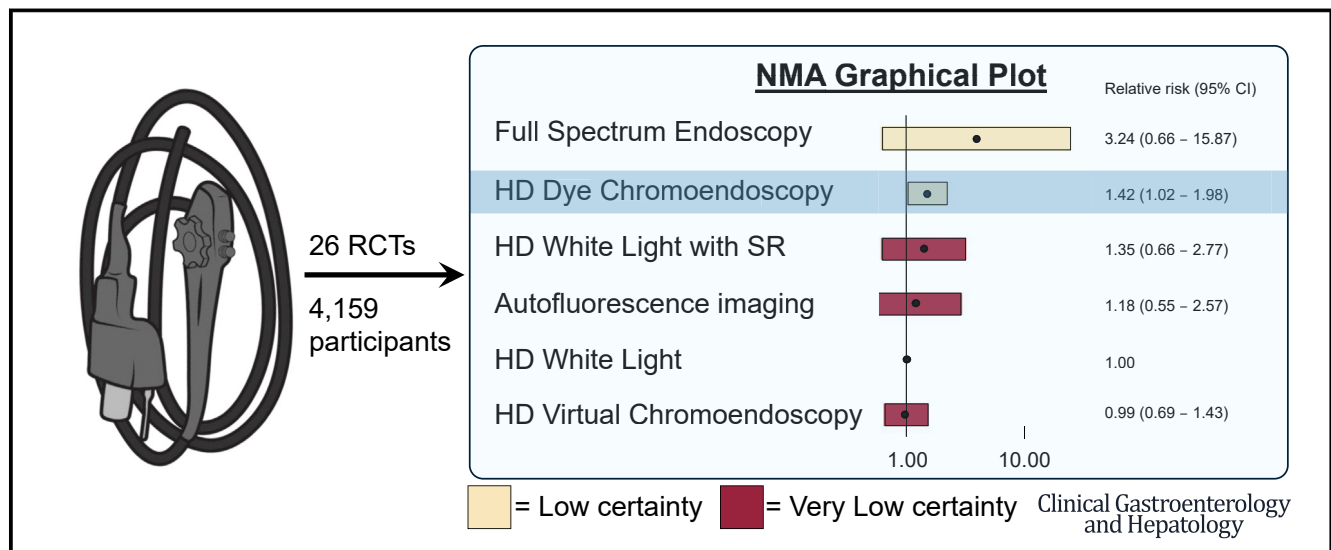 26 RCTs
4,159
participants
NMA Graphical Plot
Relative risk (95% CI)
Full Spectrum Endoscopy
3.24 (0.66 – 15.87)
HD Dye Chromoendoscopy
1.42 (1.02 – 1.98)
HD White Light with SR
1.35 (0.66 – 2.77)
Autofluorescence imaging
1.18 (0.55 – 2.57)
HD White Light
1.00
HD Virtual Chromoendoscopy
0.99 (0.69 – 1.43)
1.00
10.00
= Low certainty
= Very Low certainty
Clinical Gastroenterology
and Hepatology